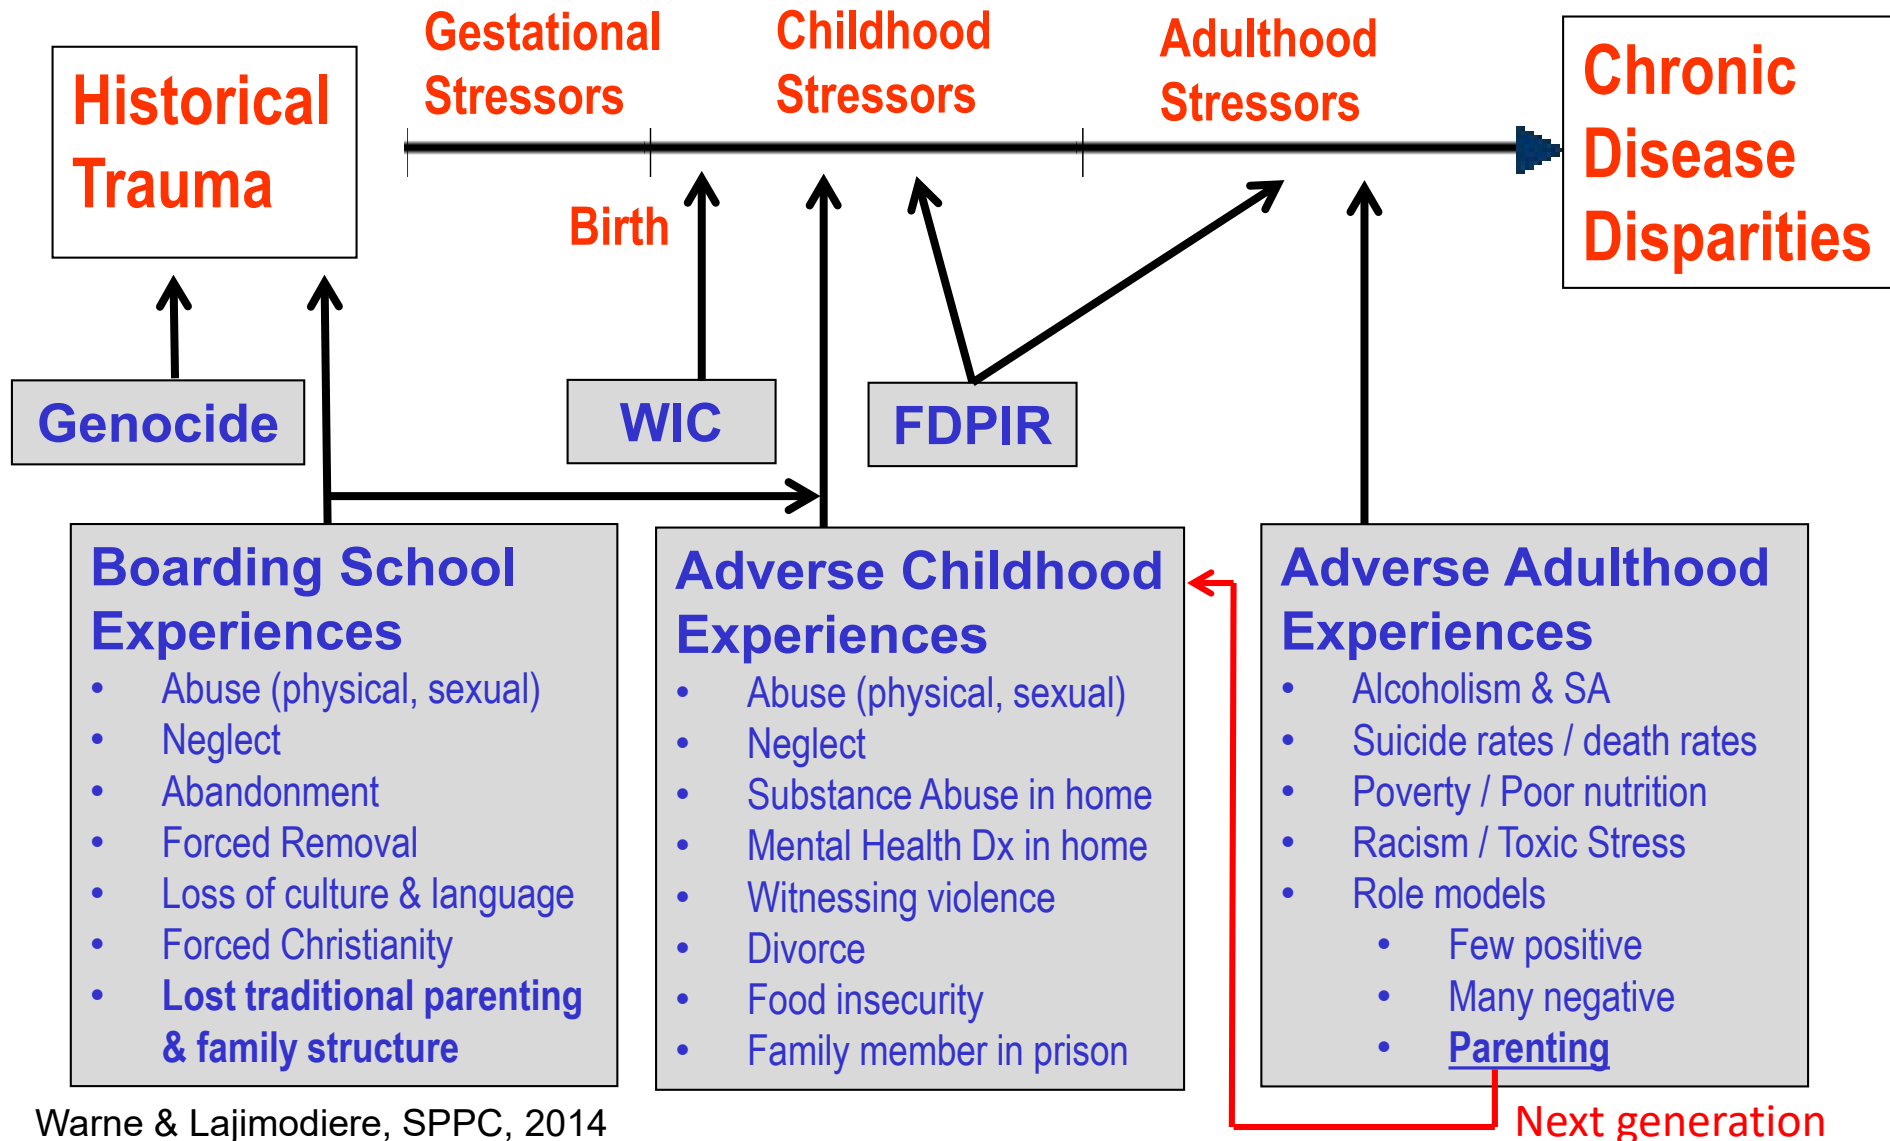 Historical
Trauma
Gestational
Stressors
Childhood
Stressors
Adulthood
Stressors
Chronic
Disease
Disparities
Birth
Genocide
WIC
FDPIR
Boarding School
Experiences
• Abuse (physical, sexual)
• Neglect
• Abandonment
• Forced Removal
• Loss of culture & language
• Forced Christianity
• Lost traditional parenting
& family structure
Adverse Childhood
Experiences
• Abuse (physical, sexual)
• Neglect
• Substance Abuse in home
• Mental Health Dx in home
• Witnessing violence
• Divorce
• Food insecurity
• Family member in prison
Adverse Adulthood
Experiences
• Alcoholism & SA
• Suicide rates / death rates
• Poverty / Poor nutrition
• Racism / Toxic Stress
• Role models
• Few positive
• Many negative
• Parenting
Warne & Lajimodiere, SPPC, 2014
Next generation